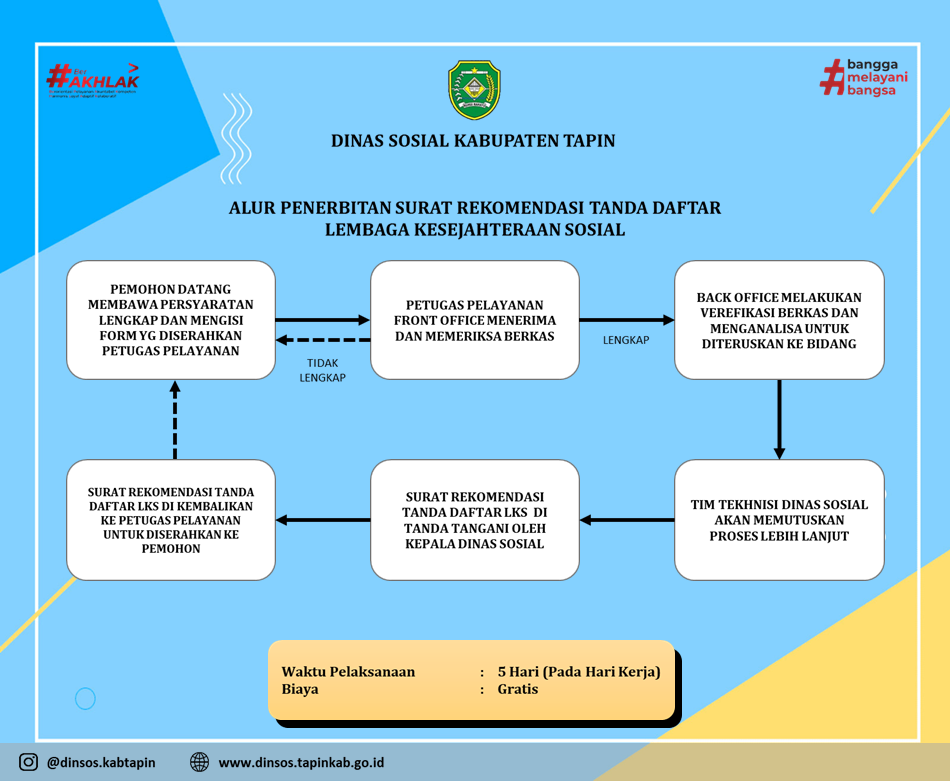 BerAKHLAK
bangga
melayani
bangsa
DINAS SOSIAL KABUPATEN TAPIN
ALUR PENERBITAN SURAT REKOMENDASI TANDA DAFTAR
LEMBAGA KESEJAHTERAAN SOSIAL
PEMOHON DATANG
MEMBAWA PERSYARATAN
LENGKAP DAN MENGISI
FORM YG DISERAHKAN
PETUGAS PELAYANAN
TIDAK
LENGKAP
PETUGAS PELAYANAN
FRONT OFFICE MENERIMA
DAN MEMERIKSA BERKAS
LENGKAP
BACK OFFICE MELAKUKAN
VEREFIKASI BERKAS DAN
MENGANALISA UNTUK
DITERUSKAN KE BIDANG
TIM TEKHNISI DINAS SOSIAL
AKAN MEMUTUSKAN
PROSES LEBIH LANJUT
SURAT REKOMENDASI
TANDA DAFTAR LKS DI
TANDA TANGANI OLEH
KEPALA DINAS SOSIAL
SURAT REKOMENDASI TANDA
DAFTAR LKS DI KEMBALIKAN
KE PETUGAS PELAYANAN
UNTUK DISERAHKAN KE
PEMOHON
Waktu Pelaksanaan : 5 Hari (Pada Hari Kerja)
Biaya : Gratis
@dinsos.kabtapin www.dinsos.tapinkab.go.id